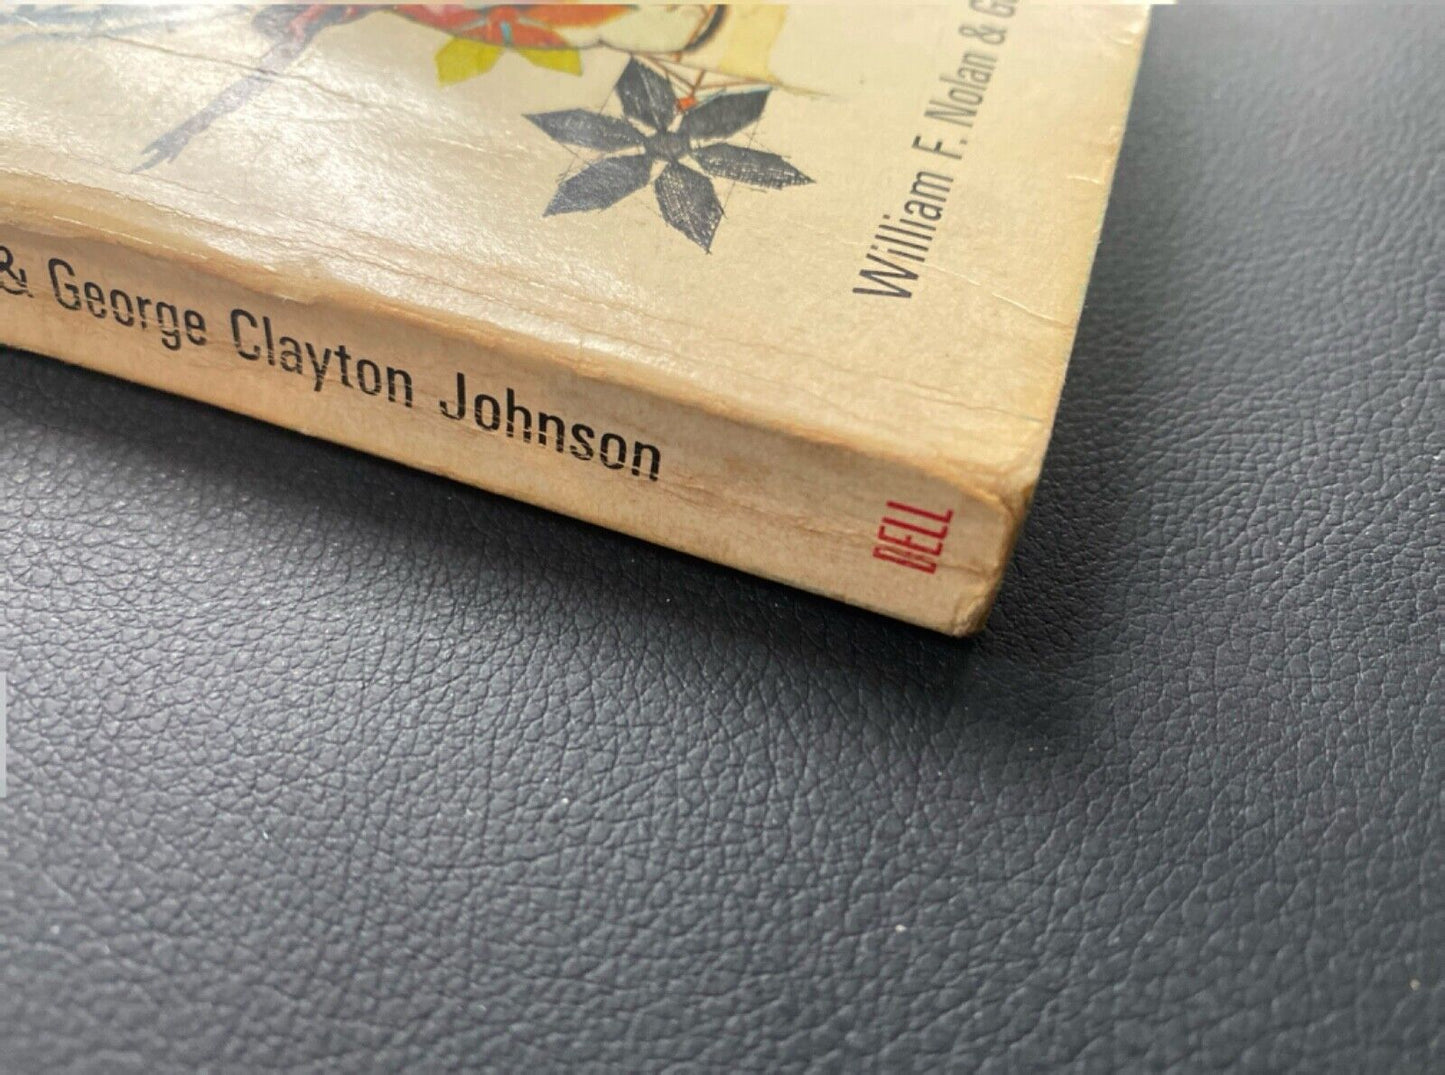 William F. Nolan & G
& George Clayton Johnson
DELL